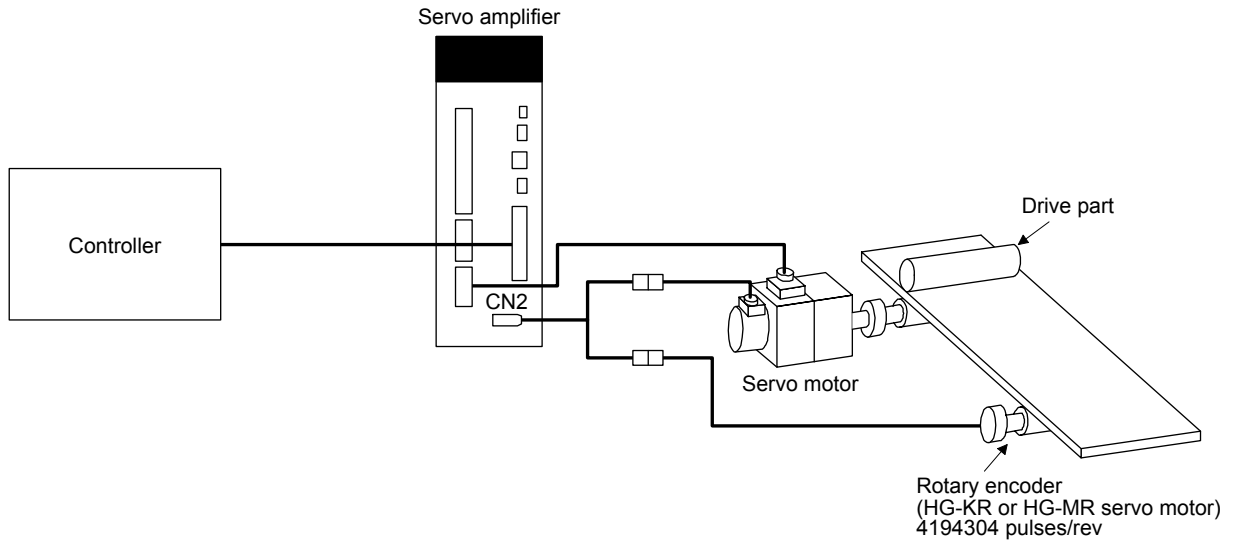 Servo amplifier
Controller
CN2
Servo motor
Drive part
Rotary encoder
(HG-KR or HG-MR servo motor)
4194304 pulses/rev